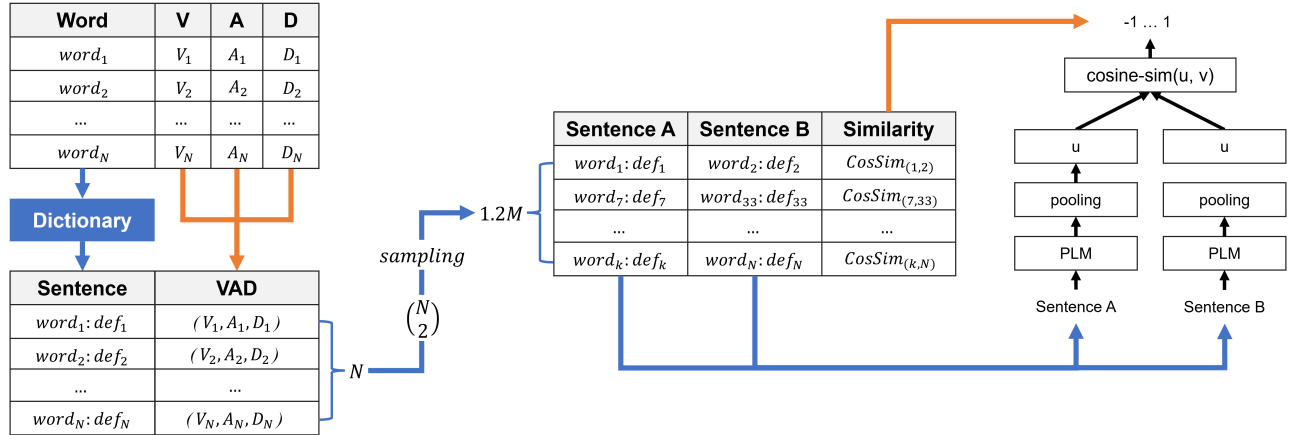 Word V A D
word₁ V₁ A₁ D₁
word₂ V₂ A₂ D₂
... ... ... ...
word_N V_N A_N D_N
Dictionary
Sentence VAD
word₁: def₁ (V₁, A₁, D₁)
word₂: def₂ (V₂, A₂, D₂)
... ...
word_N: def_N (V_N, A_N, D_N)
N
sampling
(N 2)
1.2M
Sentence A Sentence B Similarity
word₁: def₁ word₂: def₂ CosSim₍₁,₂₎
word₇: def₇ word₃₃: def₃₃ CosSim₍₇,₃₃₎
... ... ...
word_k: def_k word_N: def_N CosSim_(k,N)
-1 ... 1
cosine-sim(u, v)
u u
pooling pooling
PLM PLM
Sentence A Sentence B